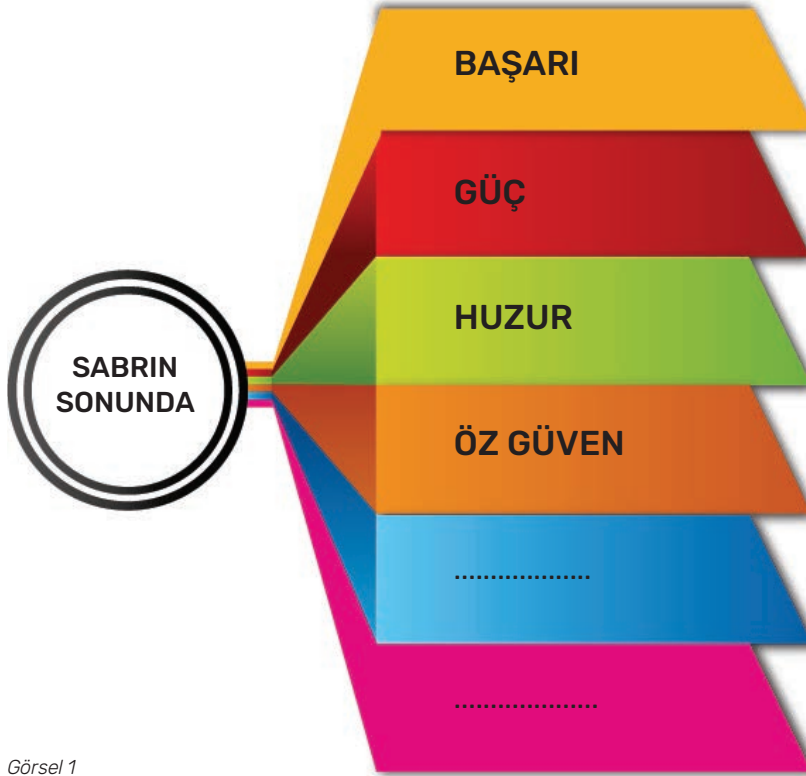 BAŞARI
GÜÇ
HUZUR
SABRIN
SONUNDA
ÖZ GÜVEN
...................
....................
Görsel 1